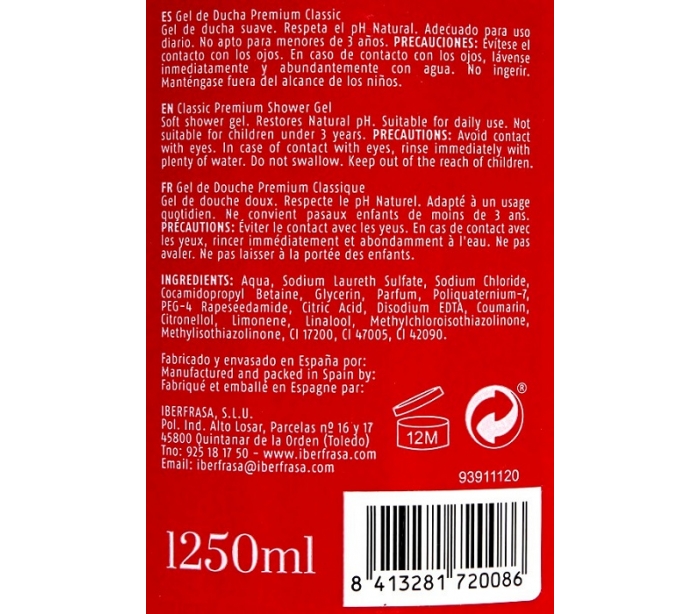 ES Gel de Ducha Premium Classic
Gel de ducha suave. Respeta el pH Natural. Adecuado para uso
diario. No apto para menores de 3 años. PRECAUCIONES: Evítese el
contacto con los ojos. En caso de contacto con los ojos, lávense
inmediatamente y abundantemente con agua. No ingerir.
Manténgase fuera del alcance de los niños.
EN Classic Premium Shower Gel
Soft shower gel. Restores Natural pH. Suitable for daily use. Not
suitable for children under 3 years. PRECAUTIONS: Avoid contact
with eyes. In case of contact with eyes, rinse immediately with
plenty of water. Do not swallow. Keep out of the reach of children.
FR Gel de Douche Premium Classique
Gel de douche doux. Respecte le pH Naturel. Adapté à un usage
quotidien. Ne convient pasaux enfants de moins de 3 ans.
PRÉCAUTIONS: Éviter le contact avec les yeus. En cas de contact avec
les yeux, rincer immédiatement et abondamment à l'eau. Ne pas
avaler. Ne pas laisser à la portée des enfants.
INGREDIENTS: Aqua, Sodium Laureth Sulfate, Sodium Chloride,
Cocamidopropyl Betaine, Glycerin, Parfum, Poliquaternium-7,
PEG-4 Rapeseedamide, Citric Acid, Disodium EDTA, Coumarin,
Citronellol, Limonene, Linalool, Methylchloroisothiazolinone,
Methylisothiazolinone, CI 17200, CI 47005, CI 42090.
Fabricado y envasado en España por:
Manufactured and packed in Spain by:
Fabriqué et emballé en Espagne par:
IBERFRASA, S.L.U.
Pol. Ind. Alto Losar, Parcelas nº 16 y 17
45800 Quintanar de la Orden (Toledo)
Tno: 925 18 17 50 - www.iberfrasa.com
Email: iberfrasa@iberfrasa.com
12M
®
93911120
1250ml
8 413281 720086